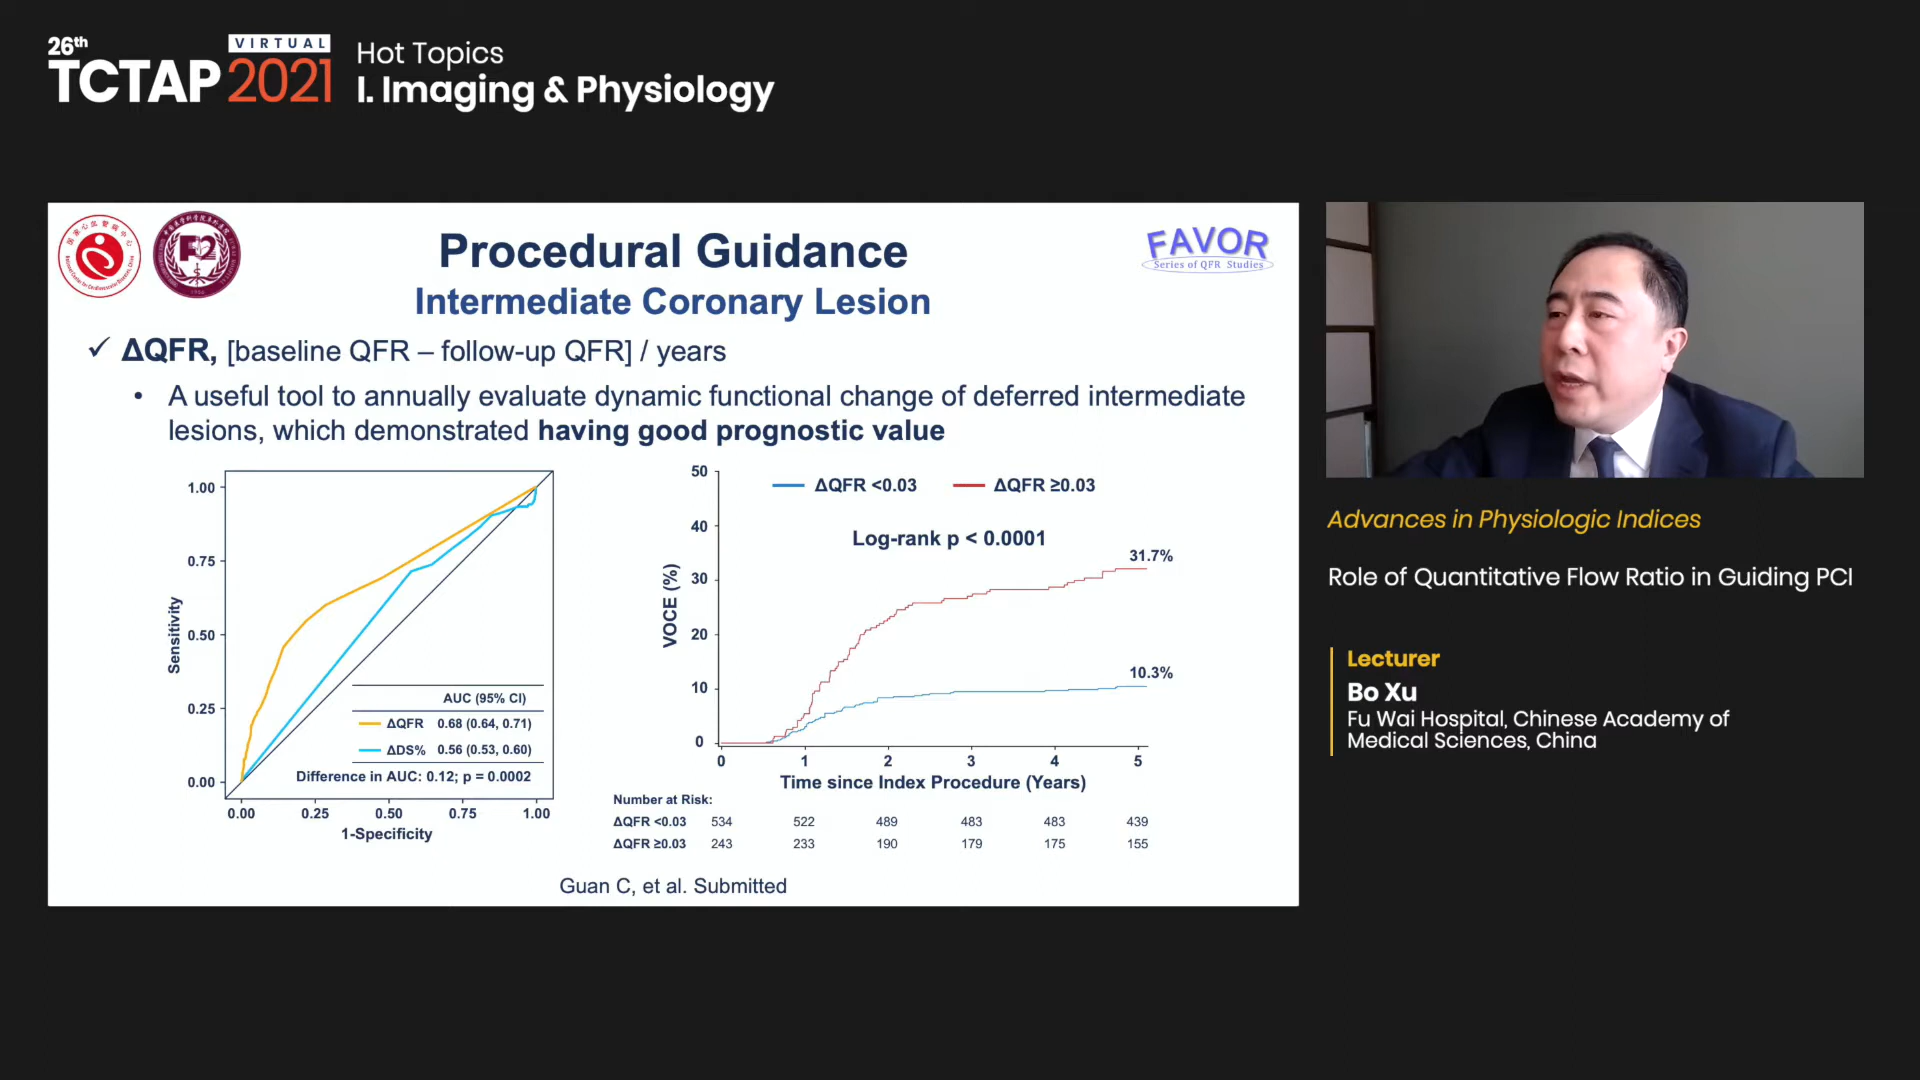 26th
VIRTUAL
TCTAP 2021
Hot Topics
I. Imaging & Physiology
FAVOR
Series of QFR Studies
Procedural Guidance
Intermediate Coronary Lesion
✓ ΔQFR, [baseline QFR – follow-up QFR] / years
• A useful tool to annually evaluate dynamic functional change of deferred intermediate
lesions, which demonstrated having good prognostic value
1.00
0.75
0.50
0.25
0.00
Sensitivity
AUC (95% CI)
ΔQFR 0.68 (0.64, 0.71)
ΔDS% 0.56 (0.53, 0.60)
Difference in AUC: 0.12; p = 0.0002
0.00 0.25 0.50 0.75 1.00
1-Specificity
50
40
30
20
10
0
VOCE (%)
ΔQFR <0.03 ΔQFR ≥0.03
Log-rank p < 0.0001
31.7%
10.3%
0 1 2 3 4 5
Time since Index Procedure (Years)
Number at Risk:
ΔQFR <0.03 534 522 489 483 483 439
ΔQFR ≥0.03 243 233 190 179 175 155
Guan C, et al. Submitted
Advances in Physiologic Indices
Role of Quantitative Flow Ratio in Guiding PCI
Lecturer
Bo Xu
Fu Wai Hospital, Chinese Academy of
Medical Sciences, China